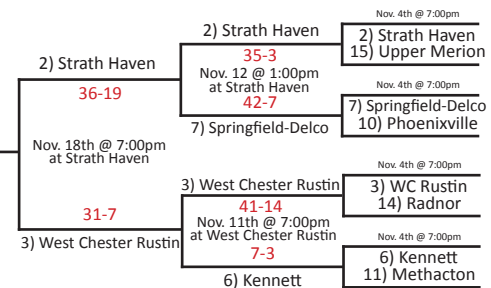 Nov. 4th @ 7:00pm
2) Strath Haven
2) Strath Haven
15) Upper Merion
35-3
2) Strath Haven
Nov. 12 @ 1:00pm
at Strath Haven
36-19
42-7
Nov. 4th @ 7:00pm
7) Springfield-Delco
7) Springfield-Delco
10) Phoenixville
Nov. 18th @ 7:00pm
at Strath Haven
Nov. 4th @ 7:00pm
3) West Chester Rustin
3) WC Rustin
14) Radnor
31-7
41-14
Nov. 11th @ 7:00pm
at West Chester Rustin
3) West Chester Rustin
7-3
Nov. 4th @ 7:00pm
6) Kennett
6) Kennett
11) Methacton